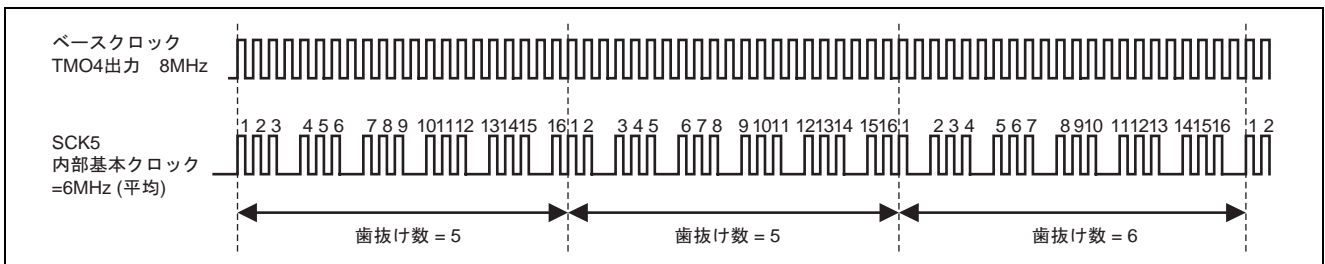 ベースクロック
TMO4出力 8MHz
1 2 3 4 5 6 7 8 9 10 11 12 13 14 15 16 1 2 3 4 5 6 7 8 9 10 11 12 13 14 15 16 1 2 3 4 5 6 7 8 9 10 11 12 13 14 15 16 1 2
SCK5
内部基本クロック
=6MHz (平均)
歯抜け数 = 5 歯抜け数 = 5 歯抜け数 = 6